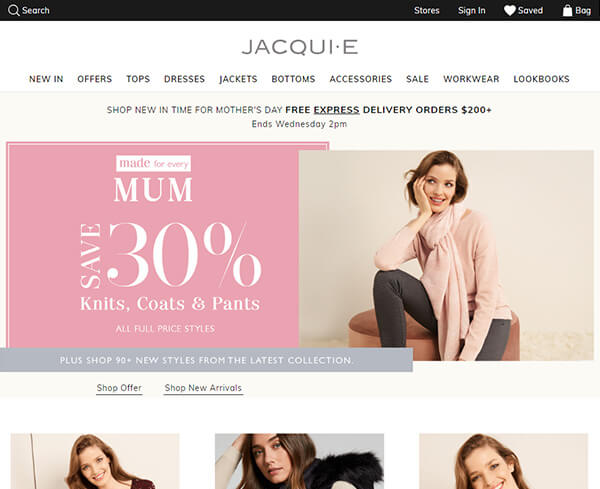 Search Stores Sign In Saved Bag
JACQUI·E
NEW IN OFFERS TOPS DRESSES JACKETS BOTTOMS ACCESSORIES SALE WORKWEAR LOOKBOOKS
SHOP NEW IN TIME FOR MOTHER'S DAY FREE EXPRESS DELIVERY ORDERS $200+
Ends Wednesday 2pm
made for every
MUM
SAVE 30%
Knits, Coats & Pants
ALL FULL PRICE STYLES
PLUS SHOP 90+ NEW STYLES FROM THE LATEST COLLECTION.
Shop Offer Shop New Arrivals